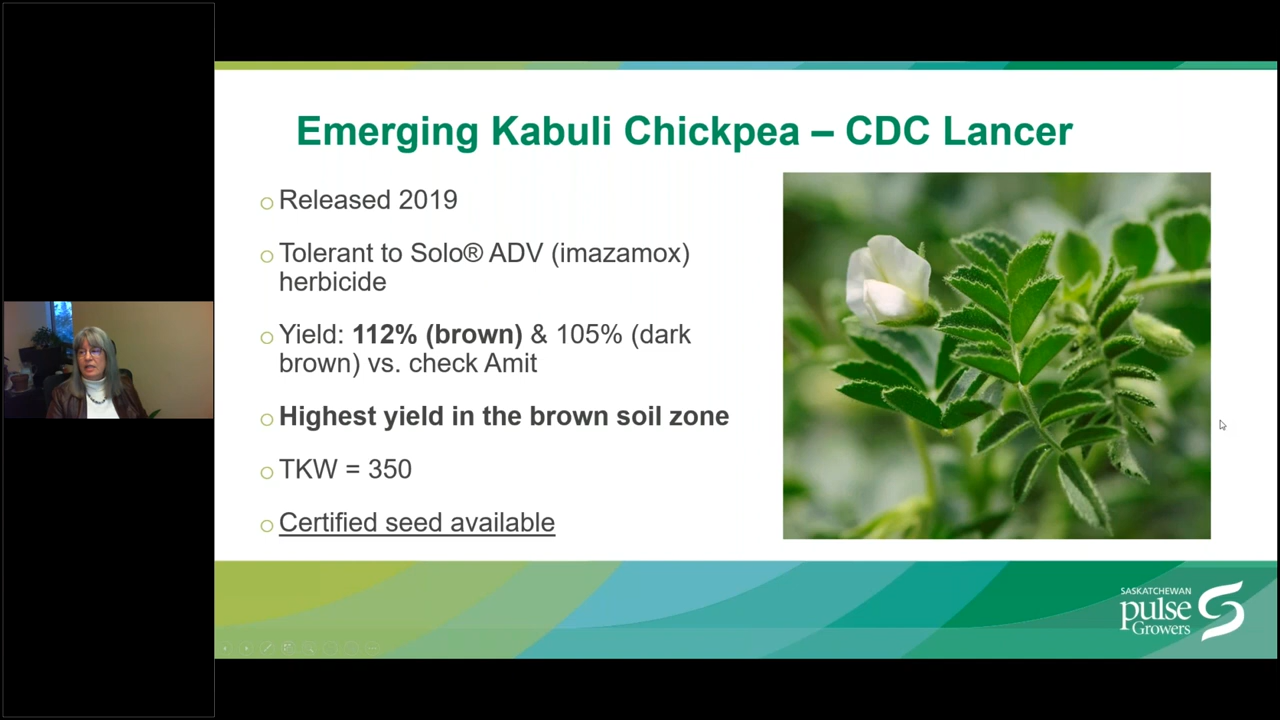 Emerging Kabuli Chickpea – CDC Lancer
Released 2019
Tolerant to Solo® ADV (imazamox)
herbicide
Yield: 112% (brown) & 105% (dark
brown) vs. check Amit
Highest yield in the brown soil zone
TKW = 350
Certified seed available
SASKATCHEWAN
pulse
Growers